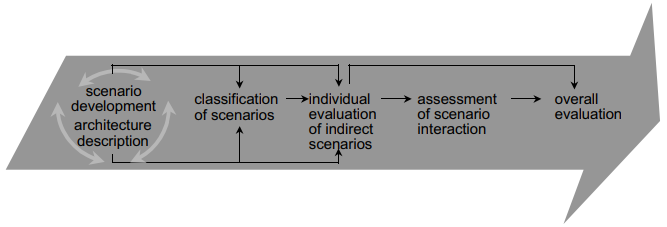 scenario
development
architecture
description
classification
of scenarios
individual
evaluation
of indirect
scenarios
assessment
of scenario
interaction
overall
evaluation